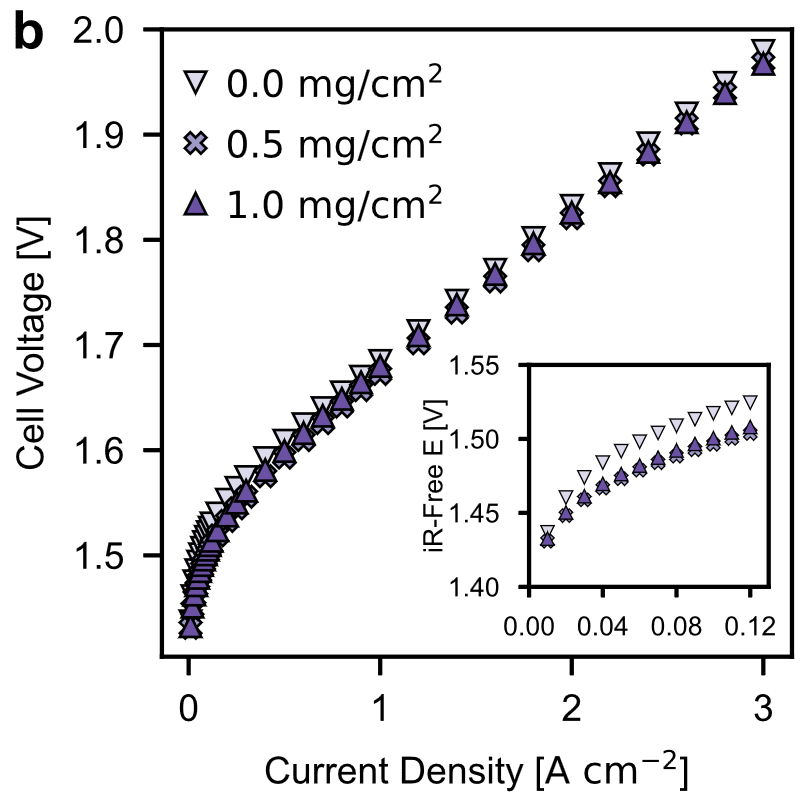 b
2.0
1.9
1.8
1.7
1.6
1.5
Cell Voltage [V]
0.0 mg/cm²
0.5 mg/cm²
1.0 mg/cm²
1.55
1.50
1.45
1.40
iR-Free E [V]
0.00 0.04 0.08 0.12
0 1 2 3
Current Density [A cm⁻²]